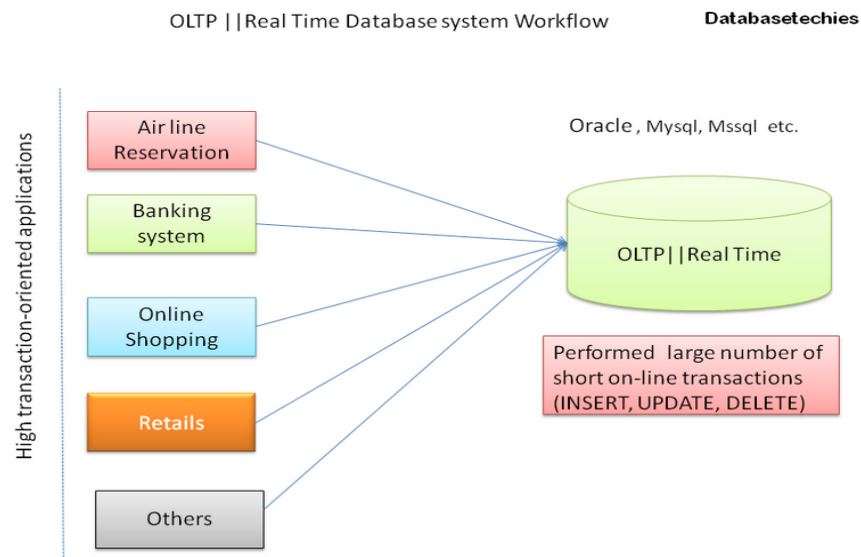 OLTP ||Real Time Database system Workflow
Databasetechies
High transaction-oriented applications
Air line
Reservation
Banking
system
Online
Shopping
Retails
Others
Oracle , Mysql, Mssql etc.
OLTP||Real Time
Performed large number of
short on-line transactions
(INSERT, UPDATE, DELETE)